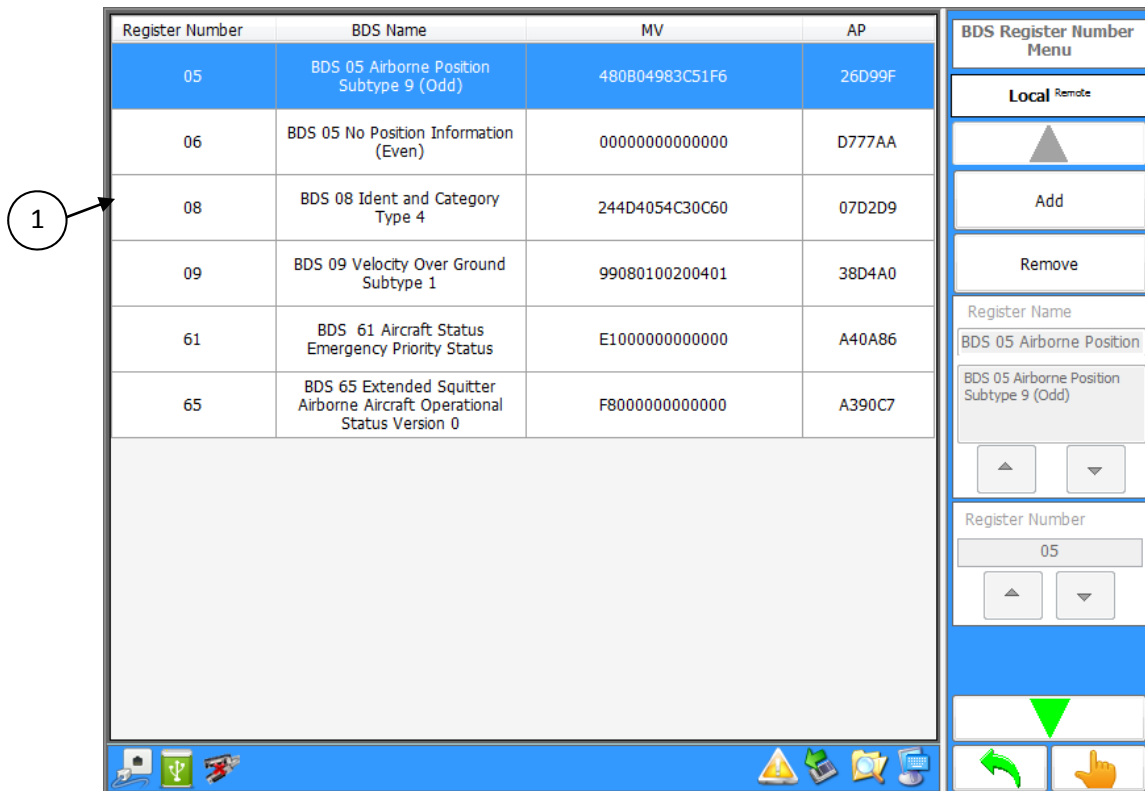 Register Number BDS Name MV AP
05 BDS 05 Airborne Position 480B04983C51F6 26D99F
Subtype 9 (Odd)
06 BDS 05 No Position Information 00000000000000 D777AA
(Even)
1
08 BDS 08 Ident and Category 244D4054C30C60 07D2D9
Type 4
09 BDS 09 Velocity Over Ground 99080100200401 38D4A0
Subtype 1
61 BDS 61 Aircraft Status E1000000000000 A40A86
Emergency Priority Status
65 BDS 65 Extended Squitter F8000000000000 A390C7
Airborne Aircraft Operational
Status Version 0
BDS Register Number
Menu
Local Remote
Add
Remove
Register Name
BDS 05 Airborne Position
BDS 05 Airborne Position
Subtype 9 (Odd)
Register Number
05